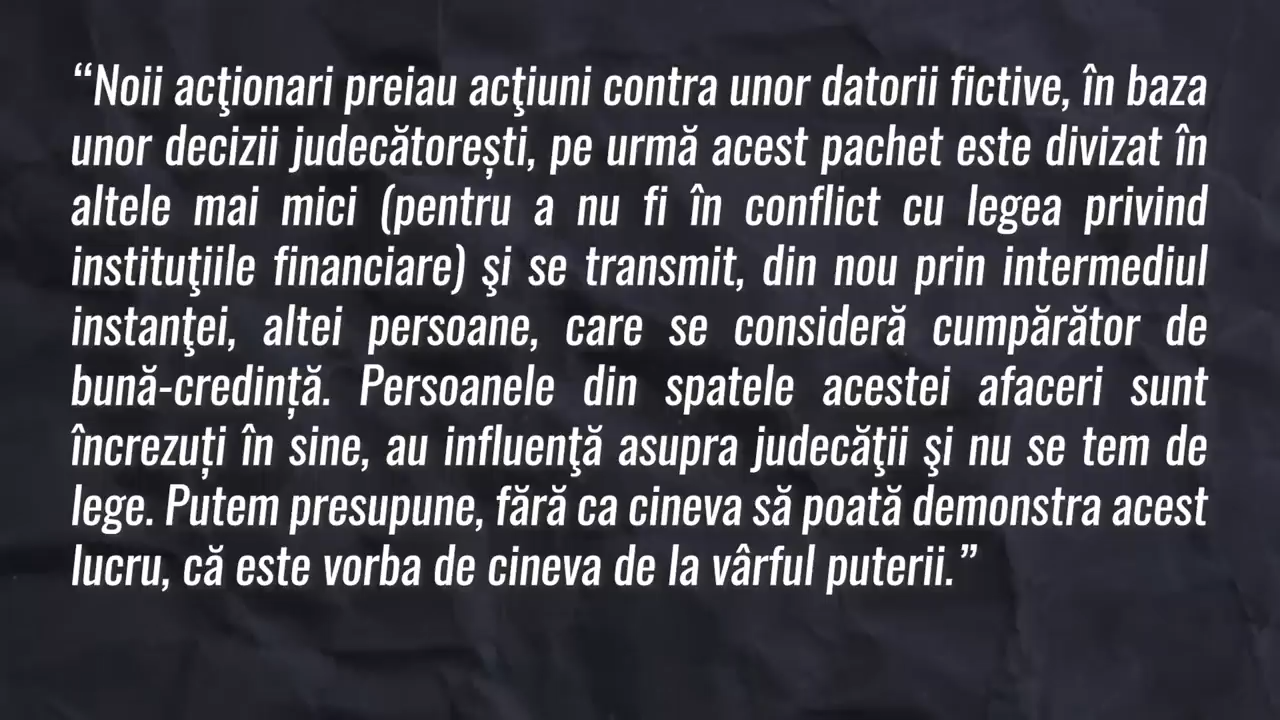 “Noii acţionari preiau acţiuni contra unor datorii fictive, în baza
unor decizii judecătorești, pe urmă acest pachet este divizat în
altele mai mici (pentru a nu fi în conflict cu legea privind
instituţiile financiare) şi se transmit, din nou prin intermediul
instanţei, altei persoane, care se consideră cumpărător de
bună-credință. Persoanele din spatele acestei afaceri sunt
încrezuți în sine, au influenţă asupra judecăţii şi nu se tem de
lege. Putem presupune, fără ca cineva să poată demonstra acest
lucru, că este vorba de cineva de la vârful puterii.”